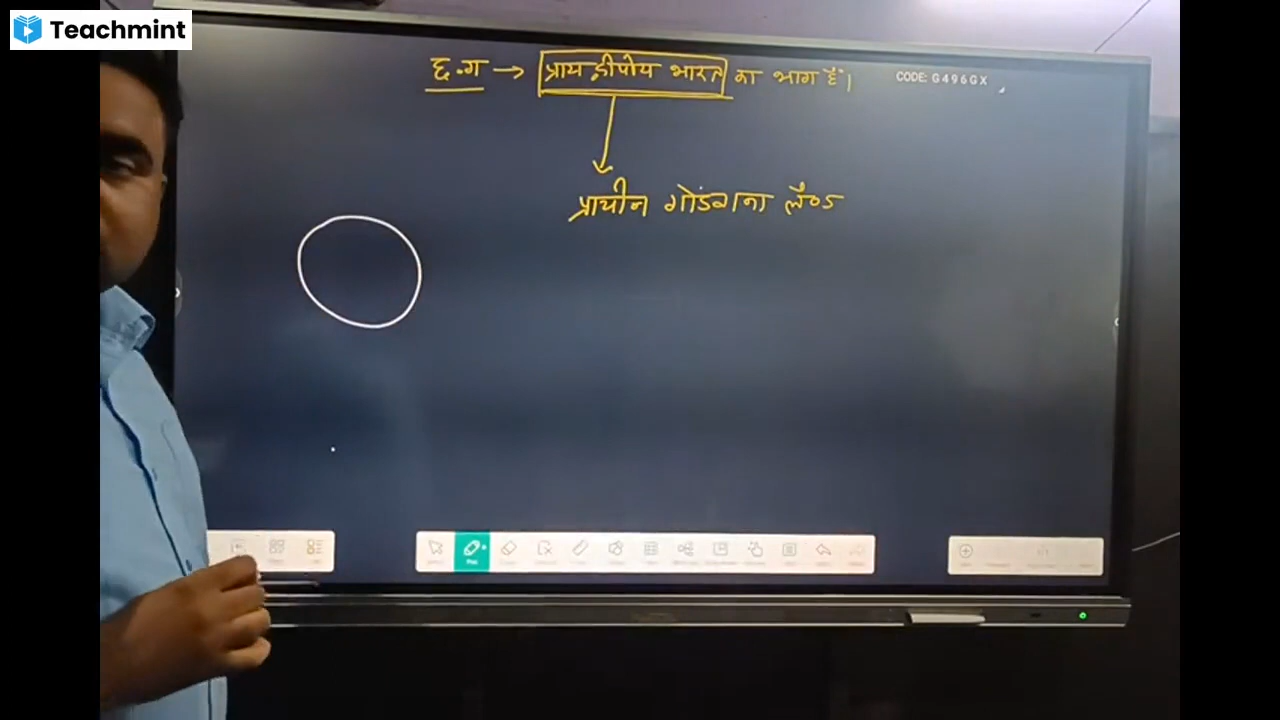 Teachmint
छ.ग → प्रायद्वीपीय भारत का भाग है। CODE: G496GX
प्राचीन गोंडवाना लैण्ड